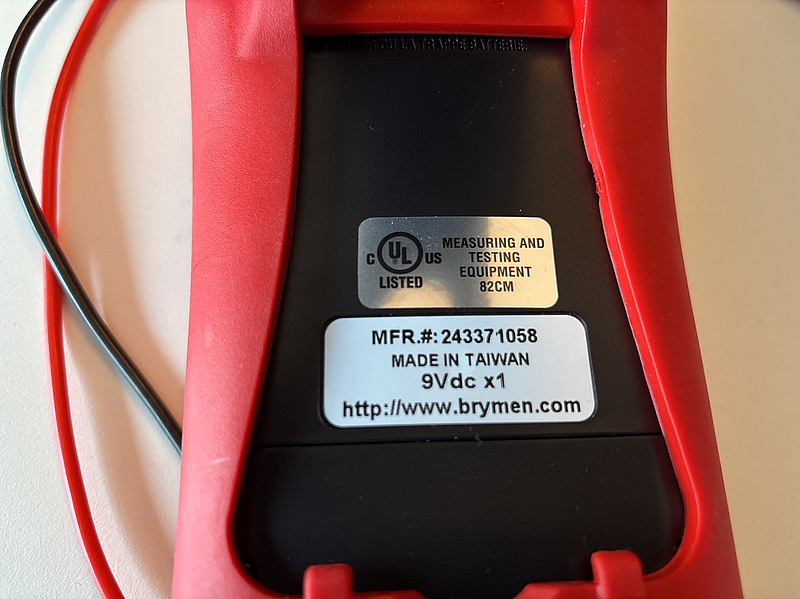 LE BOITIER OU LA TRAPPE BATTERIE.
C UL US
®
LISTED
MEASURING AND
TESTING
EQUIPMENT
82CM
MFR.#: 243371058
MADE IN TAIWAN
9Vdc x1
http://www.brymen.com